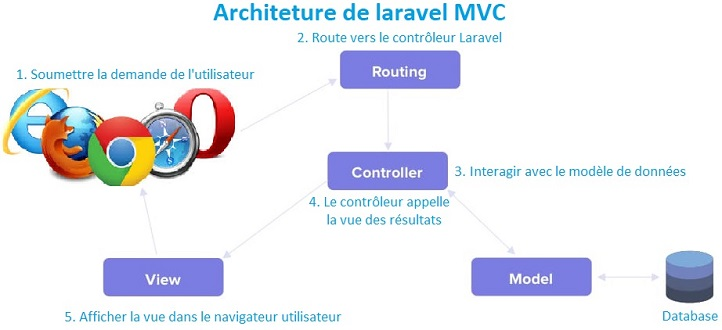 Architeture de laravel MVC
2. Route vers le contrôleur Laravel
1. Soumettre la demande de l'utilisateur
Routing
Controller
3. Interagir avec le modèle de données
4. Le contrôleur appelle
la vue des résultats
View
Model
5. Afficher la vue dans le navigateur utilisateur
Database